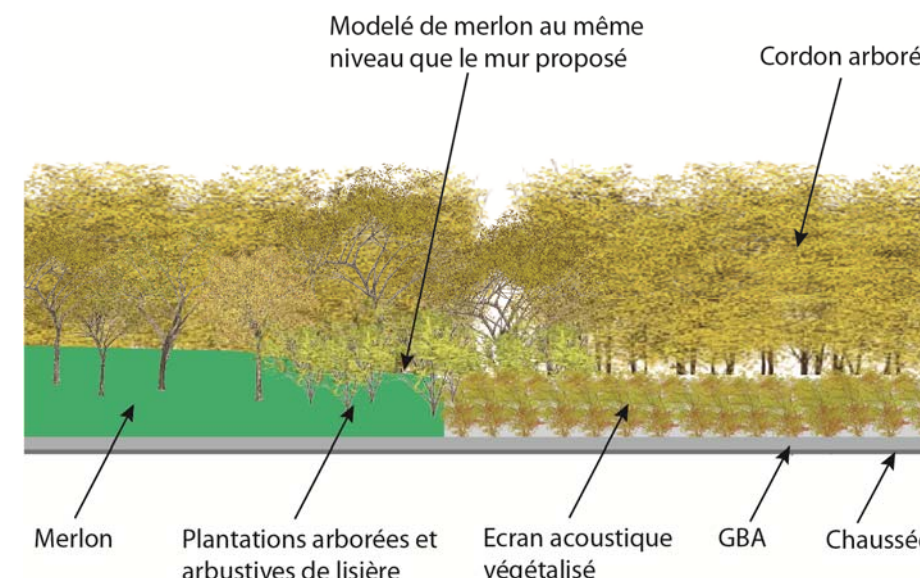 Modelé de merlon au même
niveau que le mur proposé
Cordon arboré
Merlon
Plantations arborées et
arbustives de lisière
Ecran acoustique
végétalisé
GBA
Chaussée